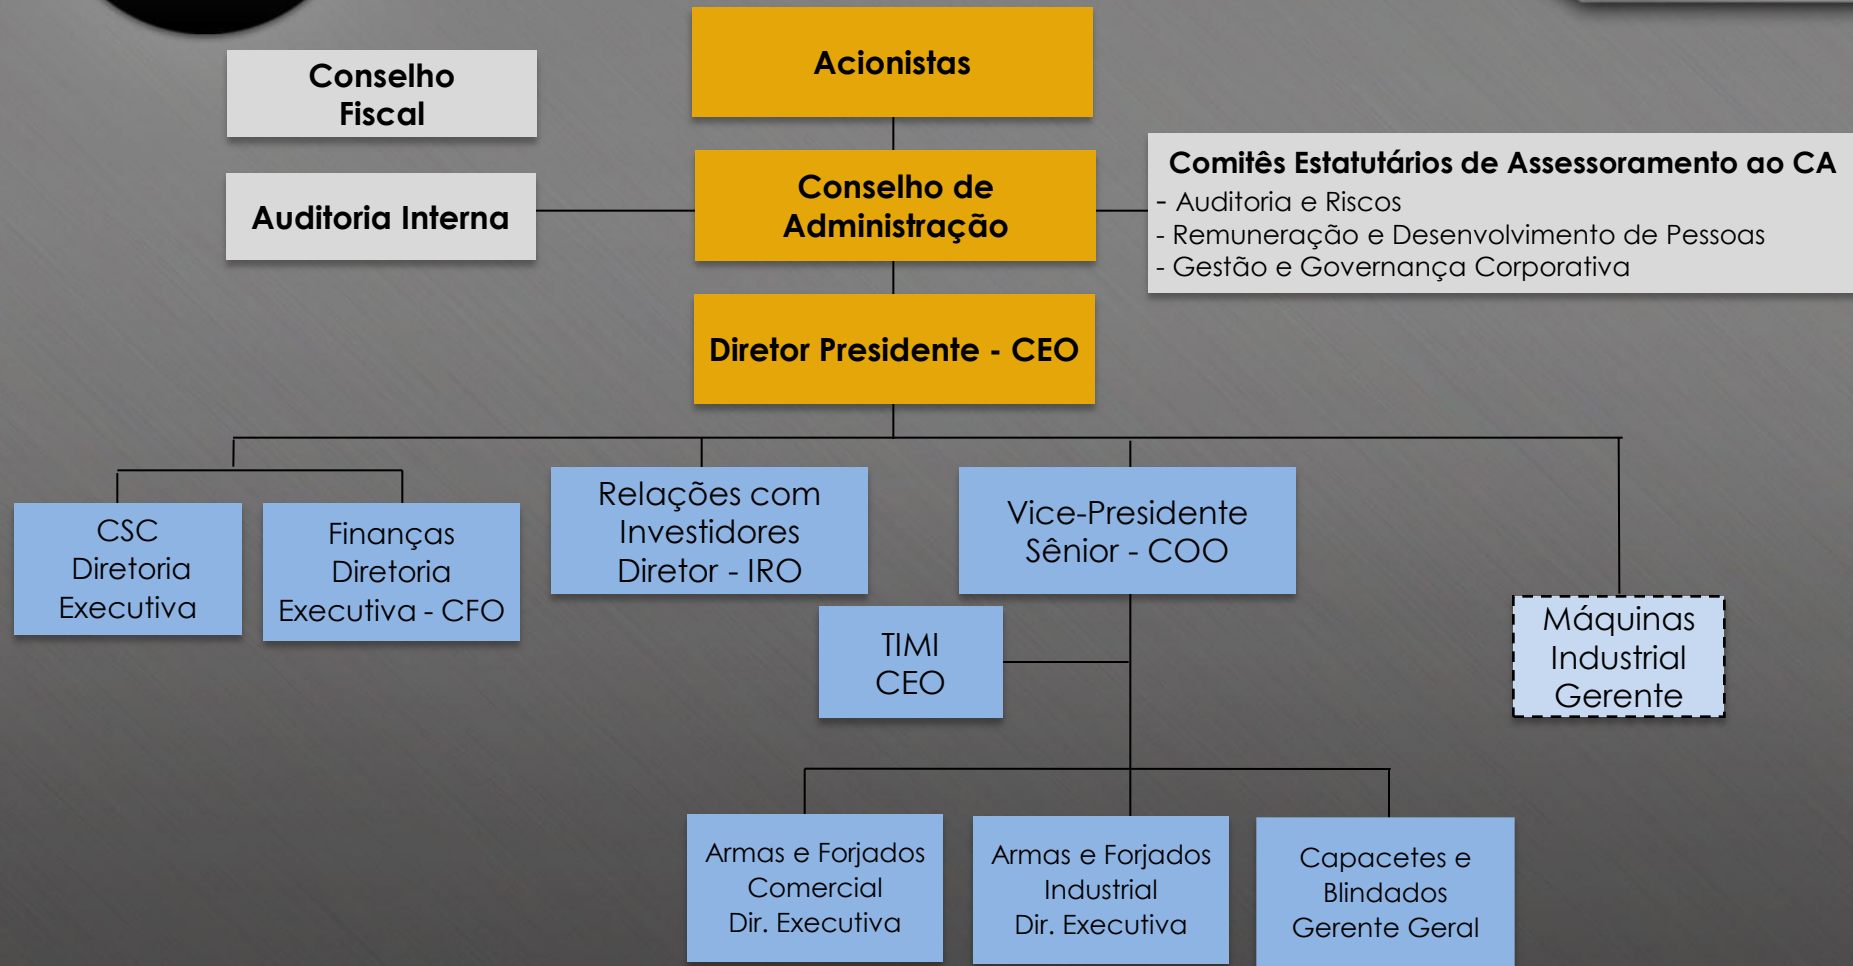 Conselho
Fiscal
Acionistas
Auditoria Interna
Conselho de
Administração
Comitês Estatutários de Assessoramento ao CA
- Auditoria e Riscos
- Remuneração e Desenvolvimento de Pessoas
- Gestão e Governança Corporativa
Diretor Presidente - CEO
CSC
Diretoria
Executiva
Finanças
Diretoria
Executiva - CFO
Relações com
Investidores
Diretor - IRO
Vice-Presidente
Sênior - COO
TIMI
CEO
Máquinas
Industrial
Gerente
Armas e Forjados
Comercial
Dir. Executiva
Armas e Forjados
Industrial
Dir. Executiva
Capacetes e
Blindados
Gerente Geral